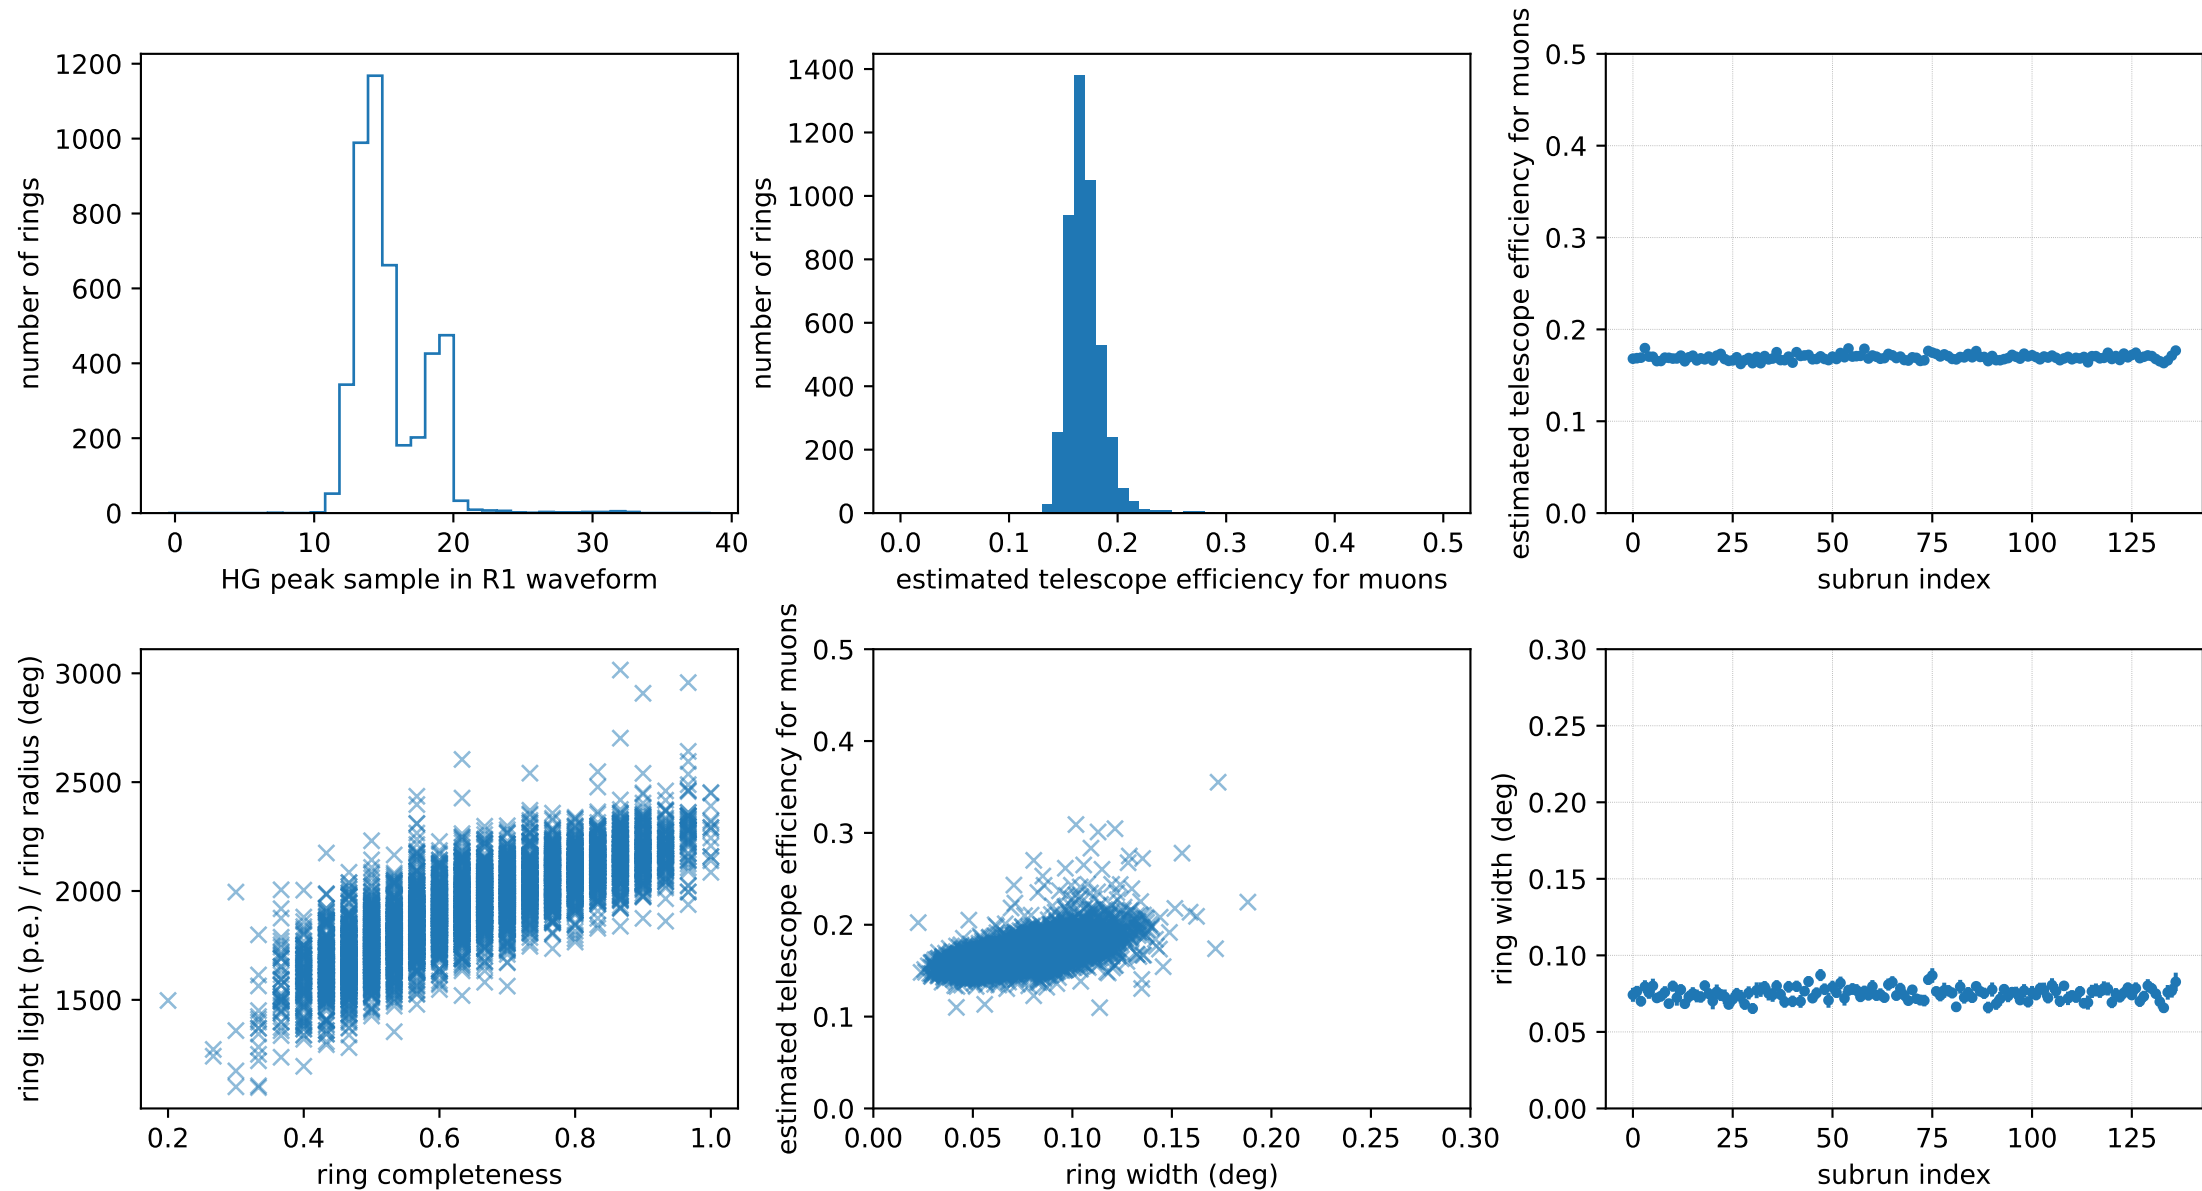 number of rings
1200
1000
800
600
400
200
0
0 10 20 30 40
HG peak sample in R1 waveform
number of rings
1400
1200
1000
800
600
400
200
0
0.0 0.1 0.2 0.3 0.4 0.5
estimated telescope efficiency for muons
estimated telescope efficiency for muons
0.5
0.4
0.3
0.2
0.1
0.0
0 25 50 75 100 125
subrun index
ring light (p.e.) / ring radius (deg)
3000
2500
2000
1500
0.2 0.4 0.6 0.8 1.0
ring completeness
estimated telescope efficiency for muons
0.5
0.4
0.3
0.2
0.1
0.0
0.00 0.05 0.10 0.15 0.20 0.25 0.30
ring width (deg)
ring width (deg)
0.30
0.25
0.20
0.15
0.10
0.05
0.00
0 25 50 75 100 125
subrun index